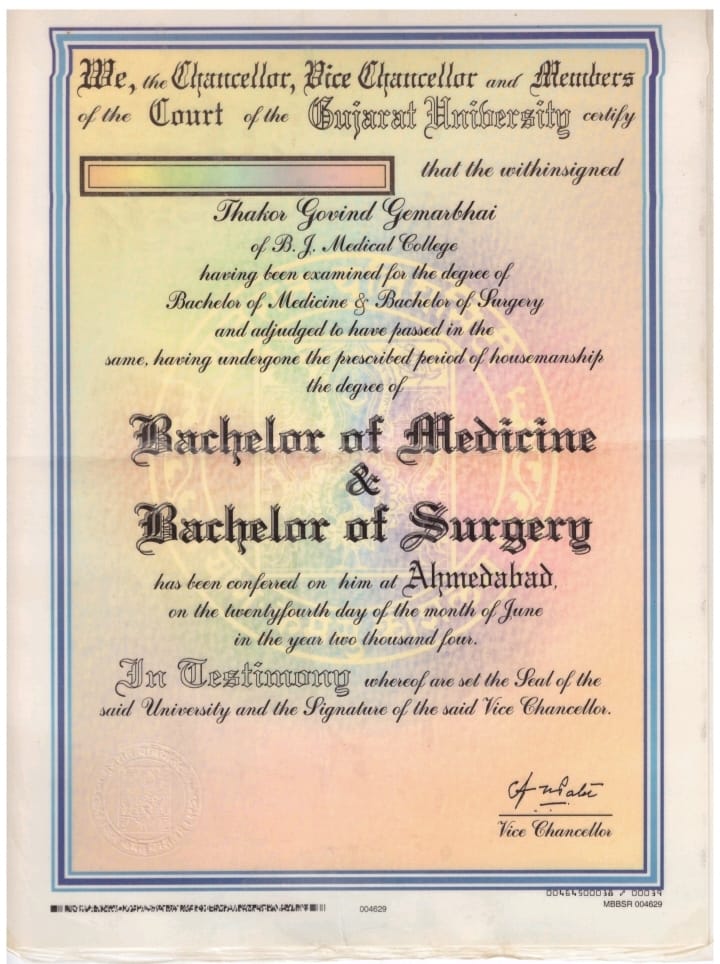 We, the Chancellor, Vice Chancellor and Members
of the Court of the Gujarat University certify
that the withinsigned
Thakor Govind Gemarbhai
of B. J. Medical College
having been examined for the degree of
Bachelor of Medicine & Bachelor of Surgery
and adjudged to have passed in the
same, having undergone the prescribed period of housemanship
the degree of
Bachelor of Medicine
&
Bachelor of Surgery
has been conferred on him at Ahmedabad,
on the twentyfourth day of the month of June
in the year two thousand four.
In Testimony whereof are set the Seal of the
said University and the Signature of the said Vice Chancellor.
Vice Chancellor
004629
MBBSR 004629